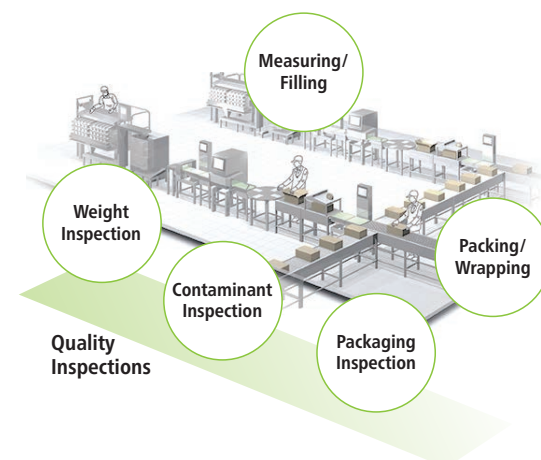 Measuring/
Filling
Weight
Inspection
Packing/
Wrapping
Contaminant
Inspection
Packaging
Inspection
Quality
Inspections